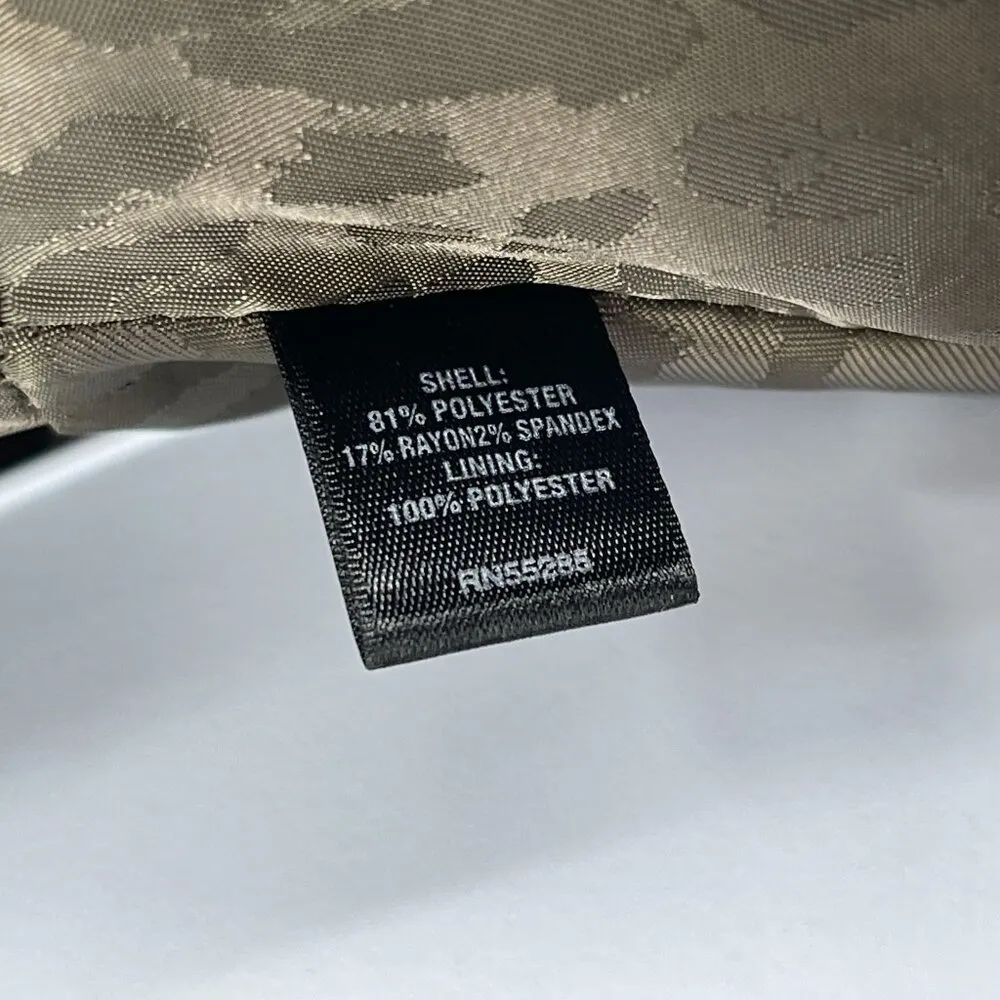 SHELL:
81% POLYESTER
17% RAYON2% SPANDEX
LINING:
100% POLYESTER
RN55285